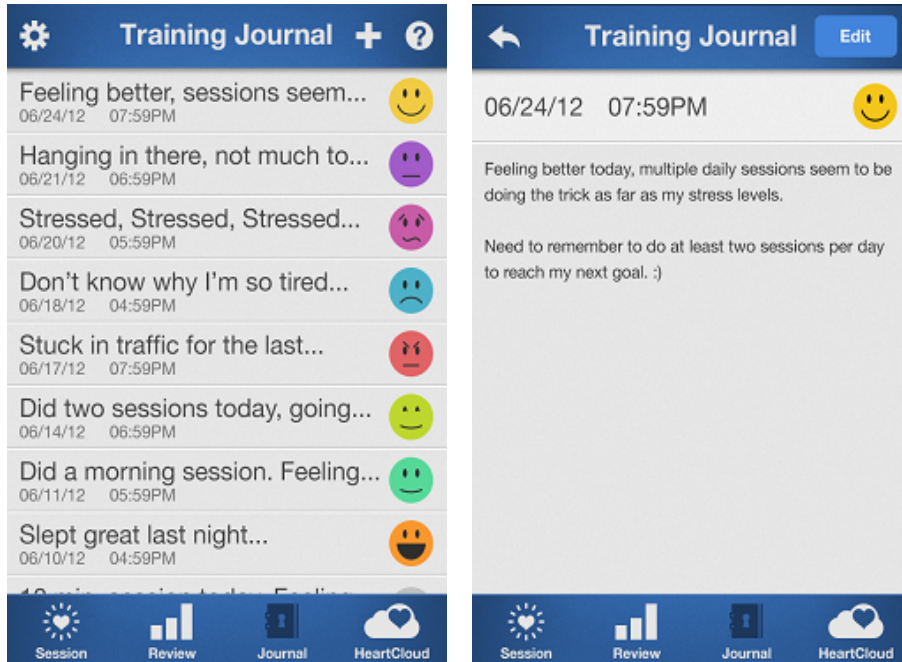 Training Journal
Feeling better, sessions seem...
06/24/12 07:59PM
Hanging in there, not much to...
06/21/12 06:59PM
Stressed, Stressed, Stressed...
06/20/12 05:59PM
Don't know why I'm so tired...
06/18/12 04:59PM
Stuck in traffic for the last...
06/17/12 07:59PM
Did two sessions today, going...
06/14/12 06:59PM
Did a morning session. Feeling...
06/11/12 05:59PM
Slept great last night...
06/10/12 04:59PM
Session Review Journal HeartCloud
Training Journal Edit
06/24/12 07:59PM
Feeling better today, multiple daily sessions seem to be
doing the trick as far as my stress levels.
Need to remember to do at least two sessions per day
to reach my next goal. :)
Session Review Journal HeartCloud